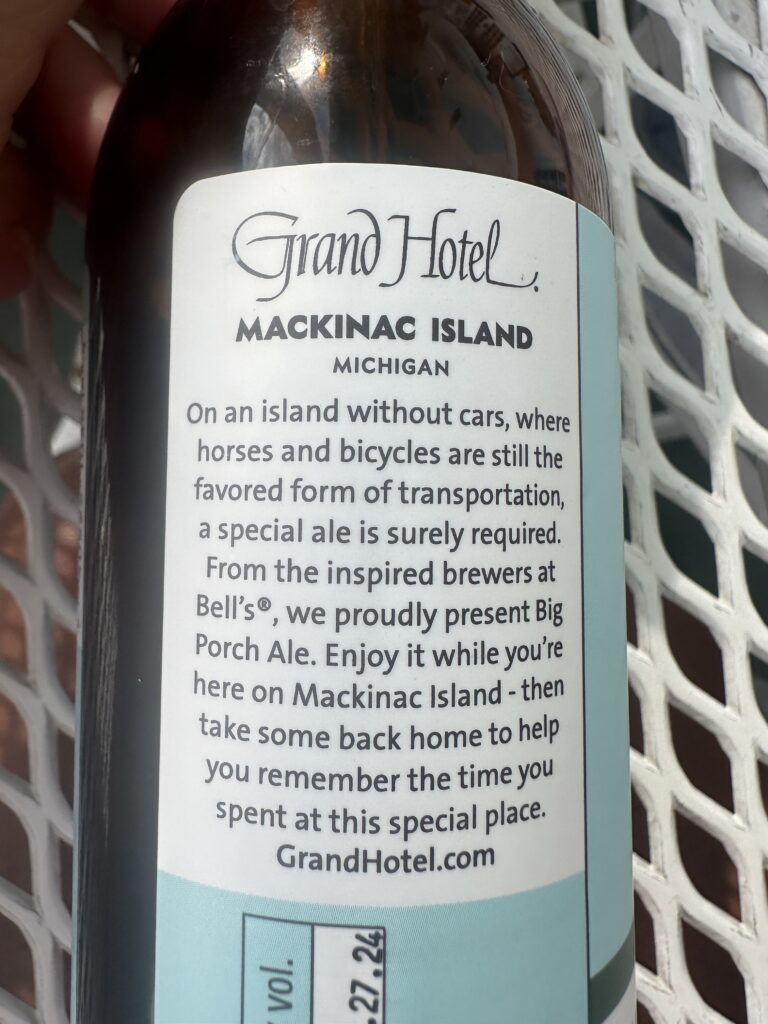 Grand Hotel.
MACKINAC ISLAND
MICHIGAN
On an island without cars, where
horses and bicycles are still the
favored form of transportation,
a special ale is surely required.
From the inspired brewers at
Bell's®, we proudly present Big
Porch Ale. Enjoy it while you're
here on Mackinac Island - then
take some back home to help
you remember the time you
spent at this special place.
GrandHotel.com
vol.
.27.24